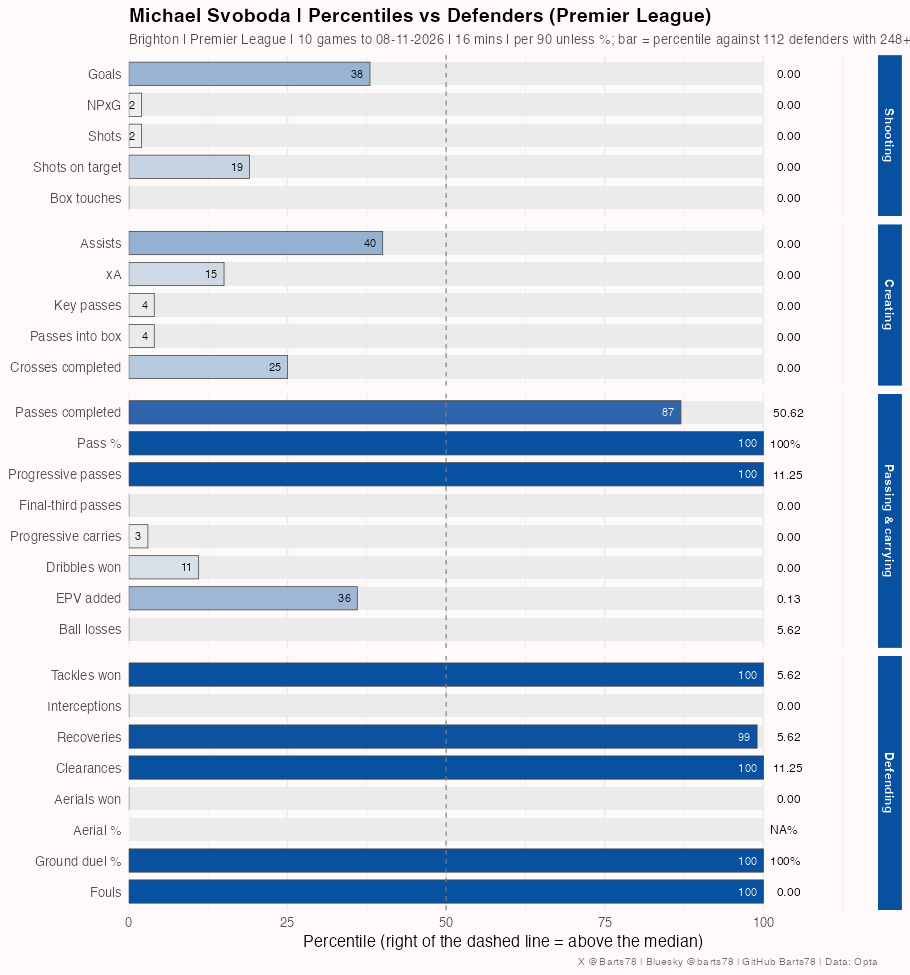 Michael Svoboda I Percentiles vs Defenders (Premier League)
Brighton I Premier League I 10 games to 08-11-2026 I 16 mins I per 90 unless %; bar = percentile against 112 defenders with 248+
Goals 38 0.00
NPxG 2 0.00
Shots 2 0.00
Shots on target 19 0.00
Box touches 0.00
Shooting
Assists 40 0.00
xA 15 0.00
Key passes 4 0.00
Passes into box 4 0.00
Crosses completed 25 0.00
Creating
Passes completed 87 50.62
Pass % 100 100%
Progressive passes 100 11.25
Final-third passes 0.00
Progressive carries 3 0.00
Dribbles won 11 0.00
EPV added 36 0.13
Ball losses 5.62
Passing & carrying
Tackles won 100 5.62
Interceptions 0.00
Recoveries 99 5.62
Clearances 100 11.25
Aerials won 0.00
Aerial % NA%
Ground duel % 100 100%
Fouls 100 0.00
Defending
0 25 50 75 100
Percentile (right of the dashed line = above the median)
X @Barts78 I Bluesky @barts78 I GitHub Barts78 I Data: Opta